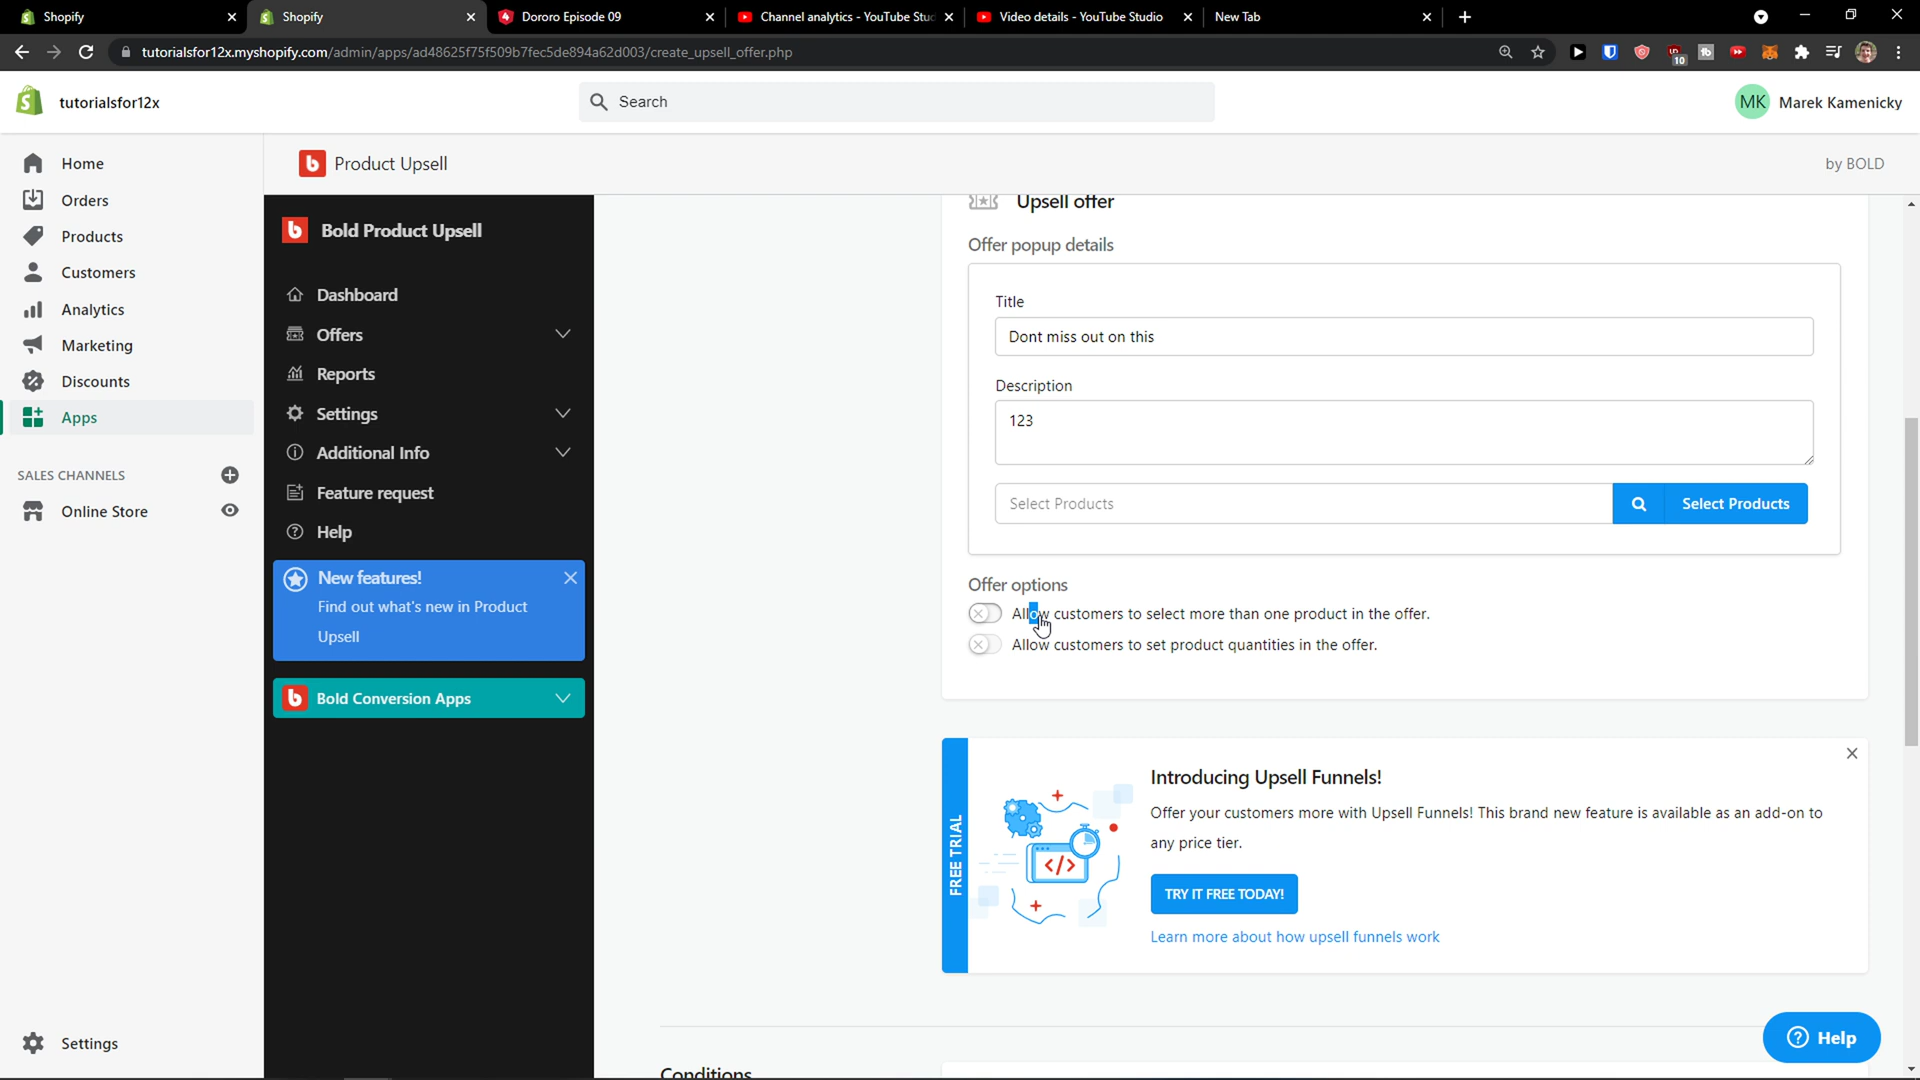 Shopify
Shopify
Dororo Episode 09
Channel analytics - YouTube Stu
Video details - YouTube Studio
New Tab
tutorialsfor12x.myshopify.com/admin/apps/ad48625f75f509b7fec5de894a62d003/create_upsell_offer.php
10
tutorialsfor12x
Search
MK
Marek Kamenicky
Home
Orders
Products
Customers
Analytics
Marketing
Discounts
Apps
SALES CHANNELS
Online Store
Settings
Product Upsell
by BOLD
Bold Product Upsell
Dashboard
Offers
Reports
Settings
Additional Info
Feature request
Help
New features!
Find out what's new in Product
Upsell
Bold Conversion Apps
Upsell offer
Offer popup details
Title
Dont miss out on this
Description
123
Select Products
Select Products
Offer options
Allow customers to select more than one product in the offer.
Allow customers to set product quantities in the offer.
FREE TRIAL
Introducing Upsell Funnels!
Offer your customers more with Upsell Funnels! This brand new feature is available as an add-on to
any price tier.
TRY IT FREE TODAY!
Learn more about how upsell funnels work
Conditions
Help